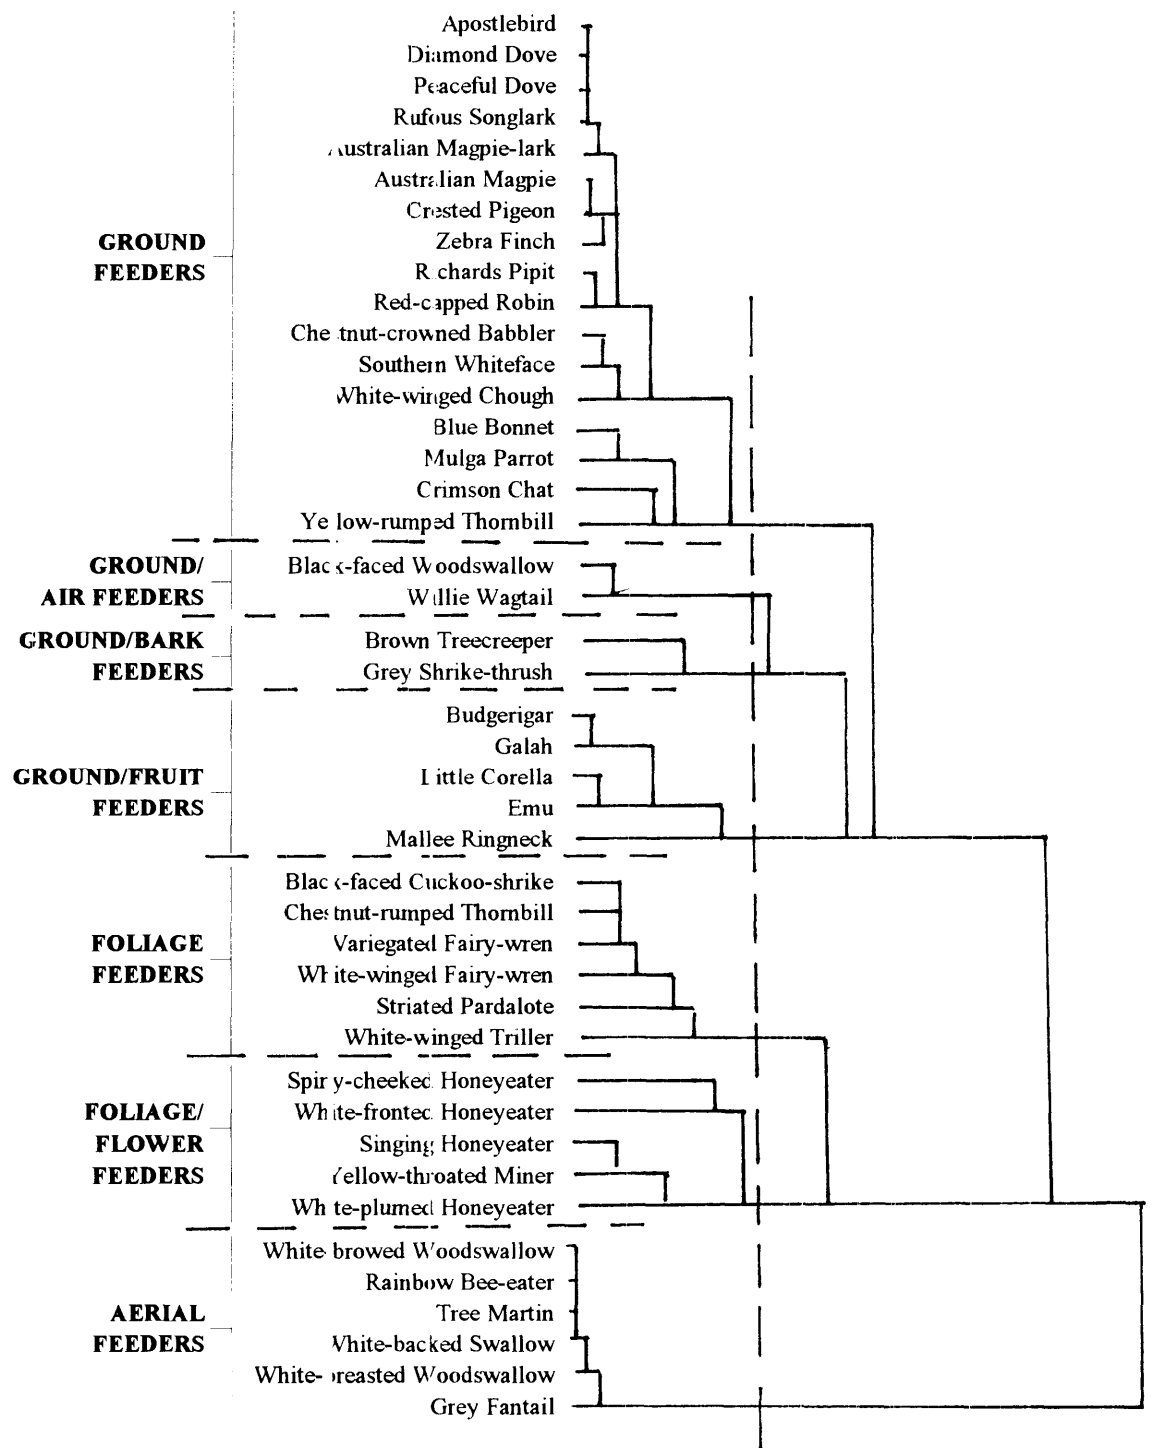 Apostlebird
Diamond Dove
Peaceful Dove
Rufous Songlark
Australian Magpie-lark
Australian Magpie
Crested Pigeon
GROUND
FEEDERS
Zebra Finch
Richards Pipit
Red-capped Robin
Chestnut-crowned Babbler
Southern Whiteface
White-winged Chough
Blue Bonnet
Mulga Parrot
Crimson Chat
Yellow-rumped Thornbill
GROUND/
AIR FEEDERS
Black-faced Woodswallow
Willie Wagtail
GROUND/BARK
FEEDERS
Brown Treecreeper
Grey Shrike-thrush
Budgerigar
Galah
GROUND/FRUIT
FEEDERS
Little Corella
Emu
Mallee Ringneck
Black-faced Cuckoo-shrike
Chestnut-rumped Thornbill
FOLIAGE
FEEDERS
Variegated Fairy-wren
White-winged Fairy-wren
Striated Pardalote
White-winged Triller
Spiny-cheeked Honeyeater
FOLIAGE/
FLOWER
FEEDERS
White-fronted Honeyeater
Singing Honeyeater
Yellow-throated Miner
White-plumed Honeyeater
White-browed Woodswallow
Rainbow Bee-eater
AERIAL
FEEDERS
Tree Martin
White-backed Swallow
White-breasted Woodswallow
Grey Fantail